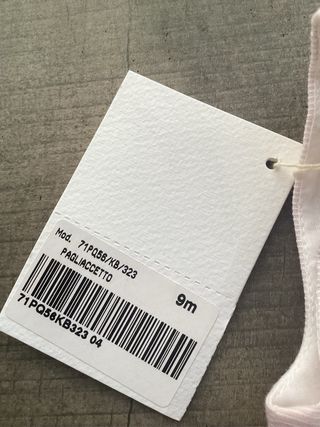 Mod. 71PQ56/KB/323
PAGLIACCETTO
9m
71PQ56KB323 04